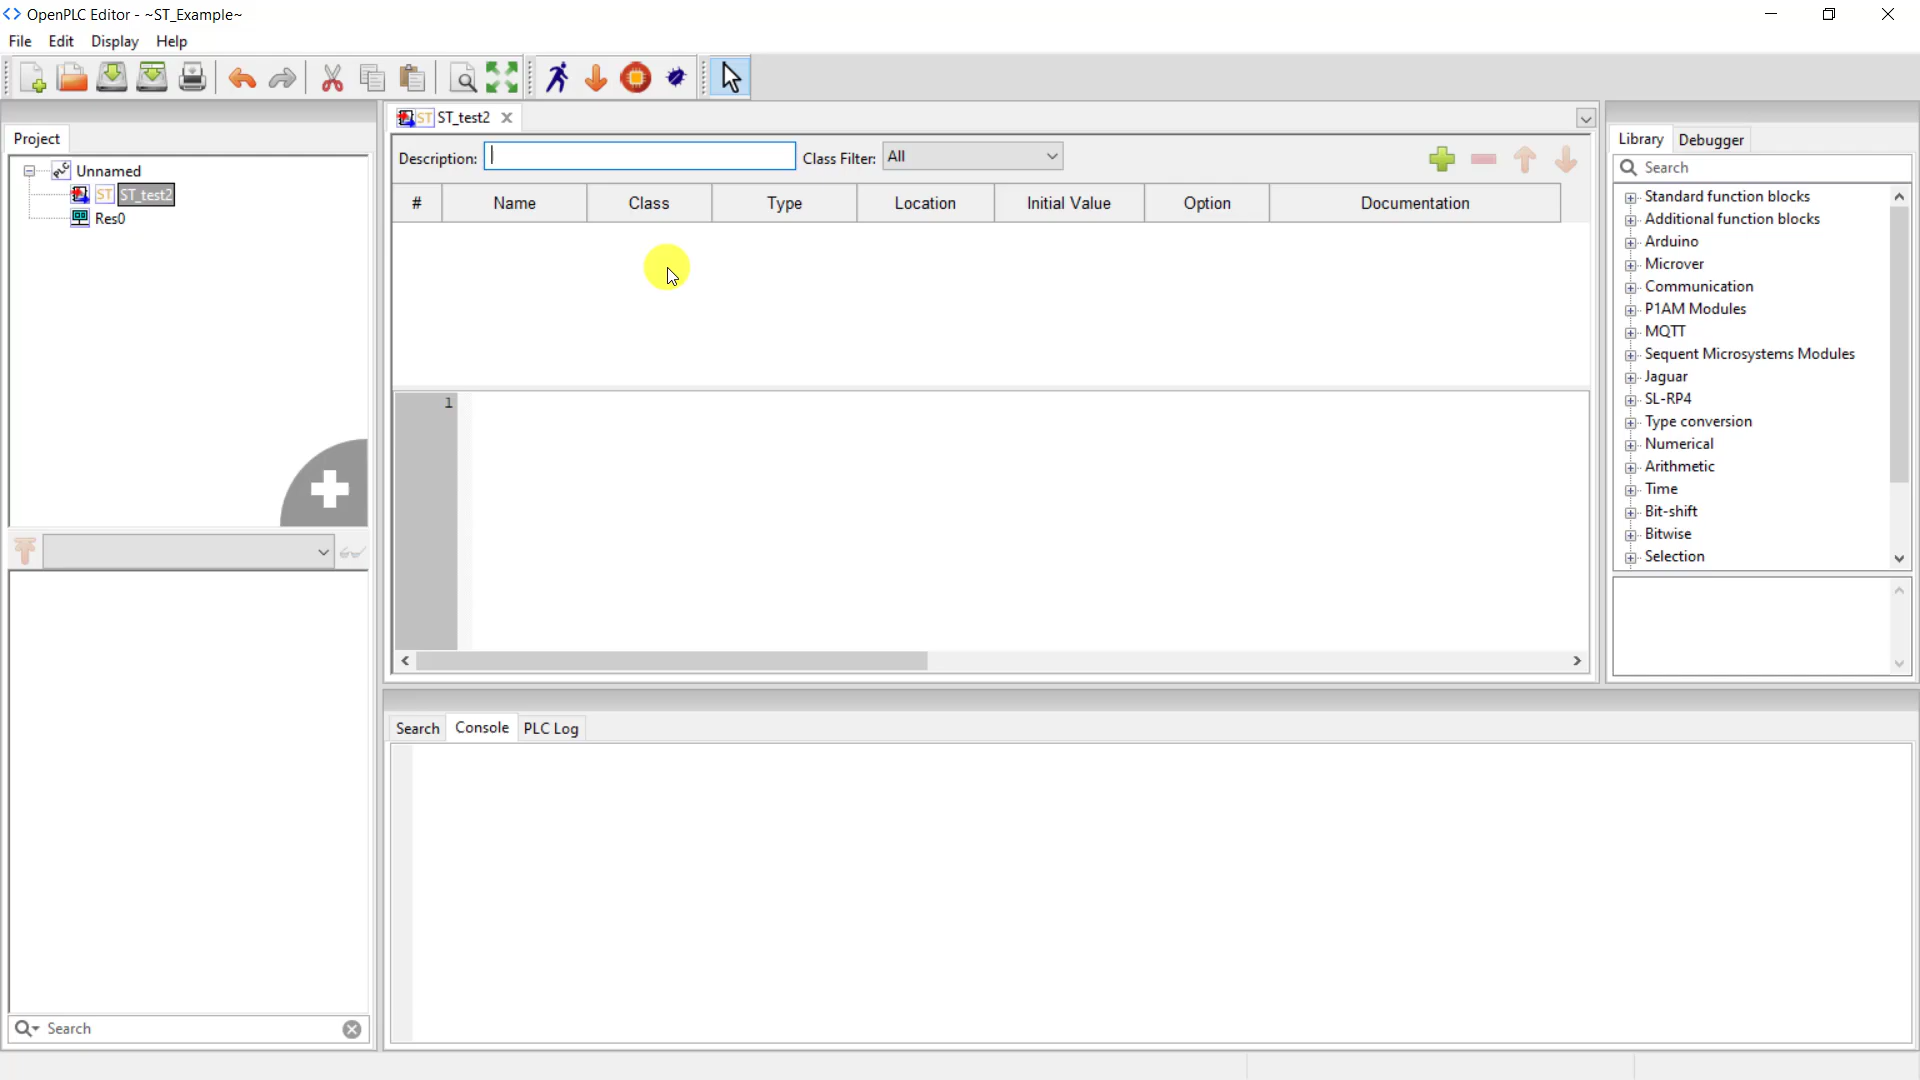 OpenPLC Editor - ~ST_Example~
File Edit Display Help
Project
Unnamed
ST ST_test2
Res0
Search
ST ST_test2
Description: Class Filter: All
# Name Class Type Location Initial Value Option Documentation
1
Search Console PLC Log
Library Debugger
Search
Standard function blocks
Additional function blocks
Arduino
Microver
Communication
P1AM Modules
MQTT
Sequent Microsystems Modules
Jaguar
SL-RP4
Type conversion
Numerical
Arithmetic
Time
Bit-shift
Bitwise
Selection